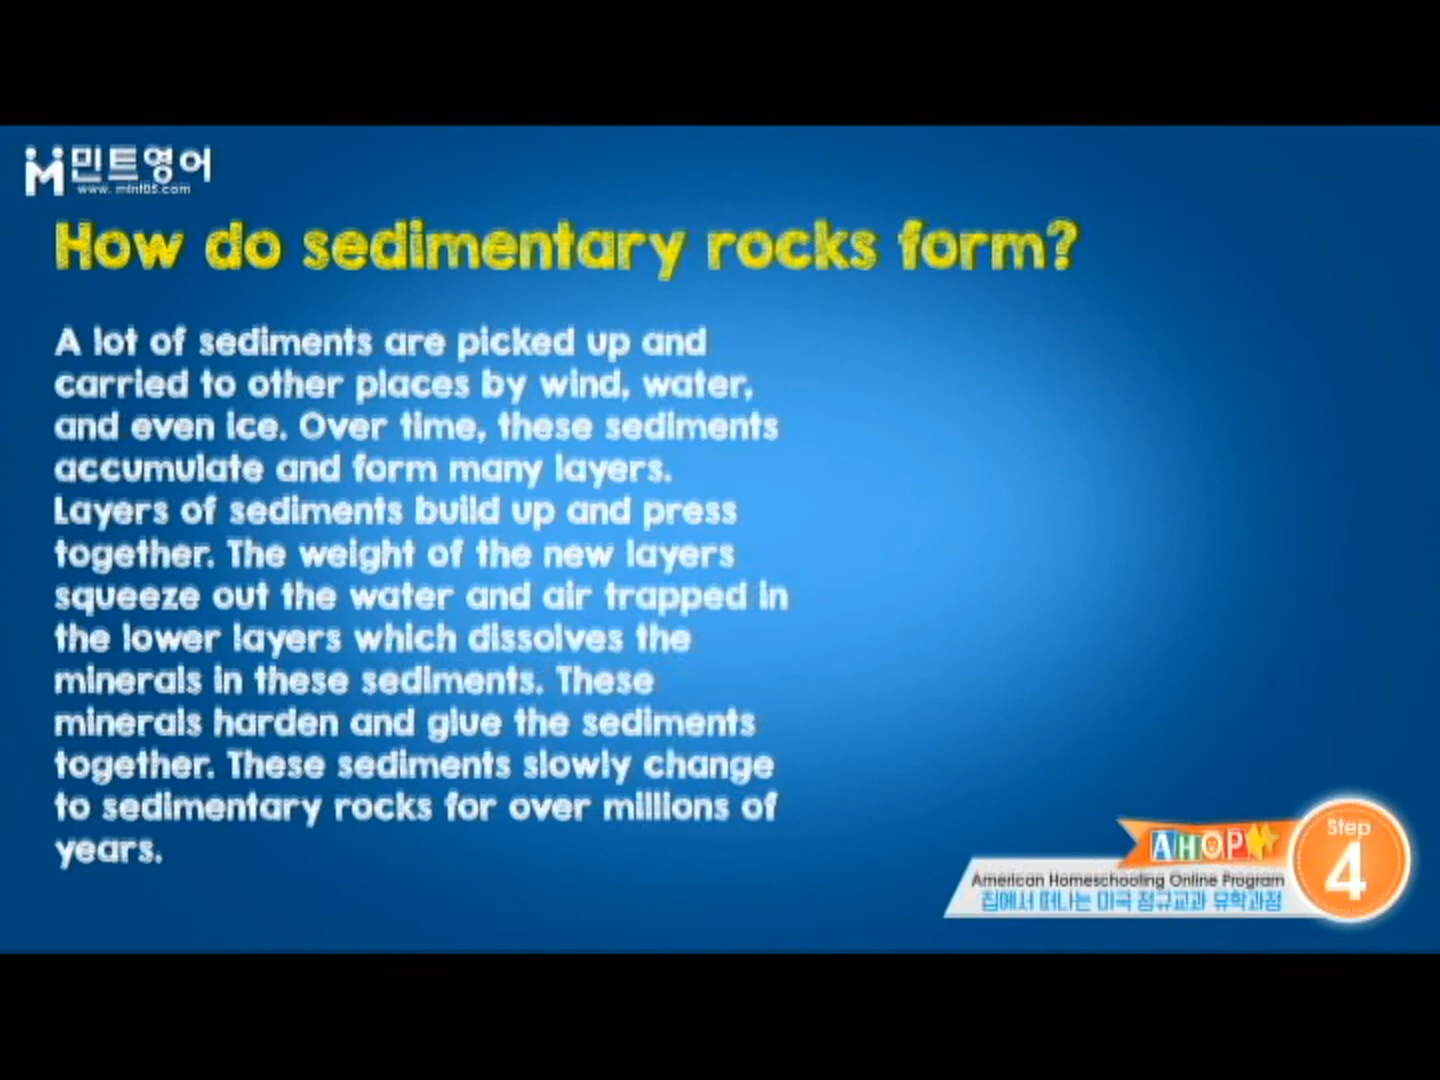 민트영어
www. mint05.com
How do sedimentary rocks form?
A lot of sediments are picked up and
carried to other places by wind, water,
and even ice. Over time, these sediments
accumulate and form many layers.
Layers of sediments build up and press
together. The weight of the new layers
squeeze out the water and air trapped in
the lower layers which dissolves the
minerals in these sediments. These
minerals harden and glue the sediments
together. These sediments slowly change
to sedimentary rocks for over millions of
years.
AHOP
Step
4
American Homeschooling Online Program
집에서 떠나는 미국 정규교과 유학과정